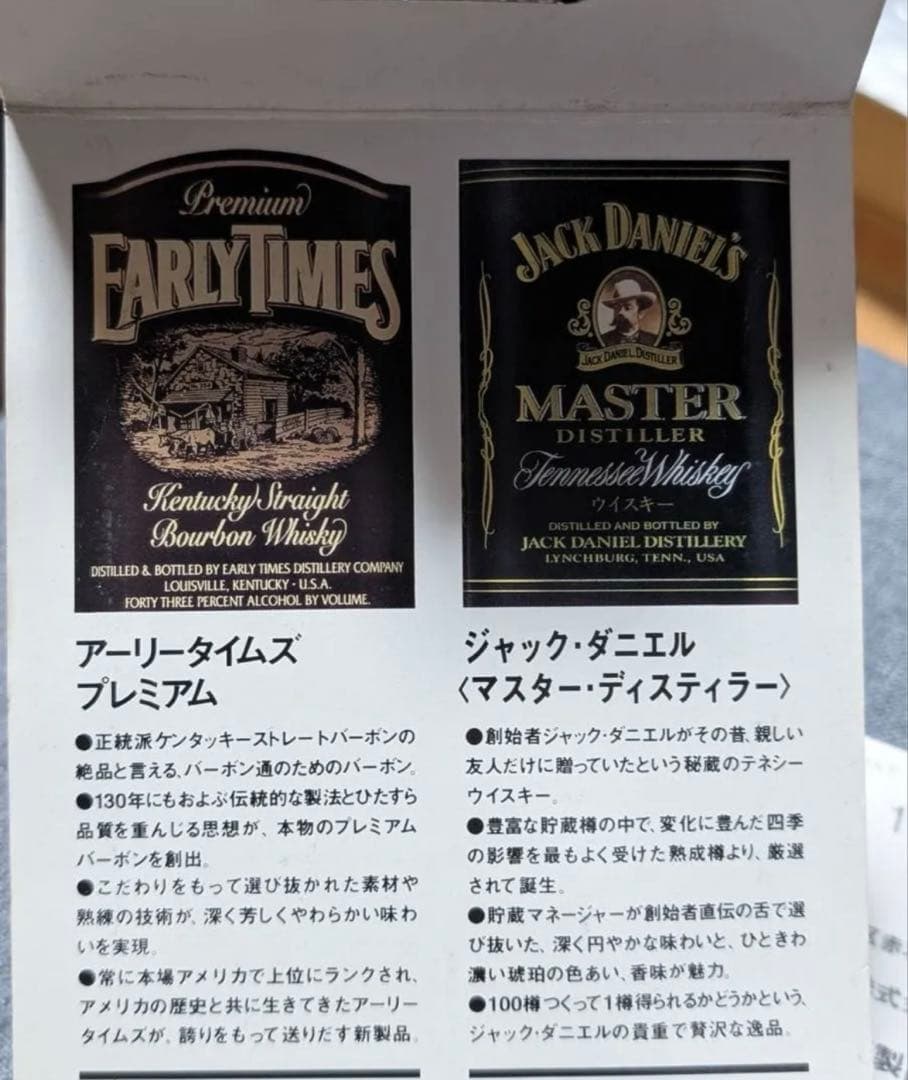 Premium
EARLY TIMES
Kentucky Straight
Bourbon Whisky
DISTILLED & BOTTLED BY EARLY TIMES DISTILLERY COMPANY
LOUISVILLE, KENTUCKY · U.S.A.
FORTY THREE PERCENT ALCOHOL BY VOLUME.
アーリータイムズ
プレミアム
●正統派ケンタッキーストレートバーボンの
絶品と言える、バーボン通のためのバーボン。
●130年にもおよぶ伝統的な製法とひたすら
品質を重んじる思想が、本物のプレミアム
バーボンを創出。
●こだわりをもって選び抜かれた素材や
熟練の技術が、深く芳しくやわらかい味わ
いを実現。
●常に本場アメリカで上位にランクされ、
アメリカの歴史と共に生きてきたアーリー
タイムズが、誇りをもって送りだす新製品。
JACK DANIEL'S
JACK DANIEL. DISTILLER
MASTER
DISTILLER
Tennessee Whiskey
ウイスキー
DISTILLED AND BOTTLED BY
JACK DANIEL DISTILLERY
LYNCHBURG, TENN., USA
ジャック・ダニエル
〈マスター・ディスティラー〉
●創始者ジャック・ダニエルがその昔、親しい
友人だけに贈っていたという秘蔵のテネシー
ウイスキー。
●豊富な貯蔵樽の中で、変化に豊んだ四季
の影響を最もよく受けた熟成樽より、厳選
されて誕生。
●貯蔵マネージャーが創始者直伝の舌で選
び抜いた、深く円やかな味わいと、ひときわ
濃い琥珀の色あい、香味が魅力。
●100樽つくって1樽得られるかどうかという、
ジャック・ダニエルの貴重で贅沢な逸品。
式
製